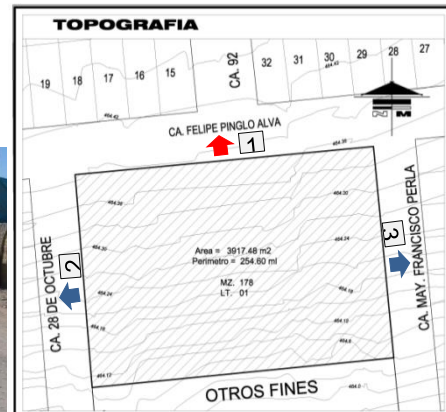 TOPOGRAFIA
19
18
17
16
15
CA. 92
32
31
30
29
28
27
N M
CA. FELIPE PINGLO ALVA
1
CA. 28 DE OCTUBRE
2
Area = 3917.48 m2
Perimetro = 254.60 ml
MZ. 178
LT. 01
3
CA. MAY. FRANCISCO PERLA
OTROS FINES